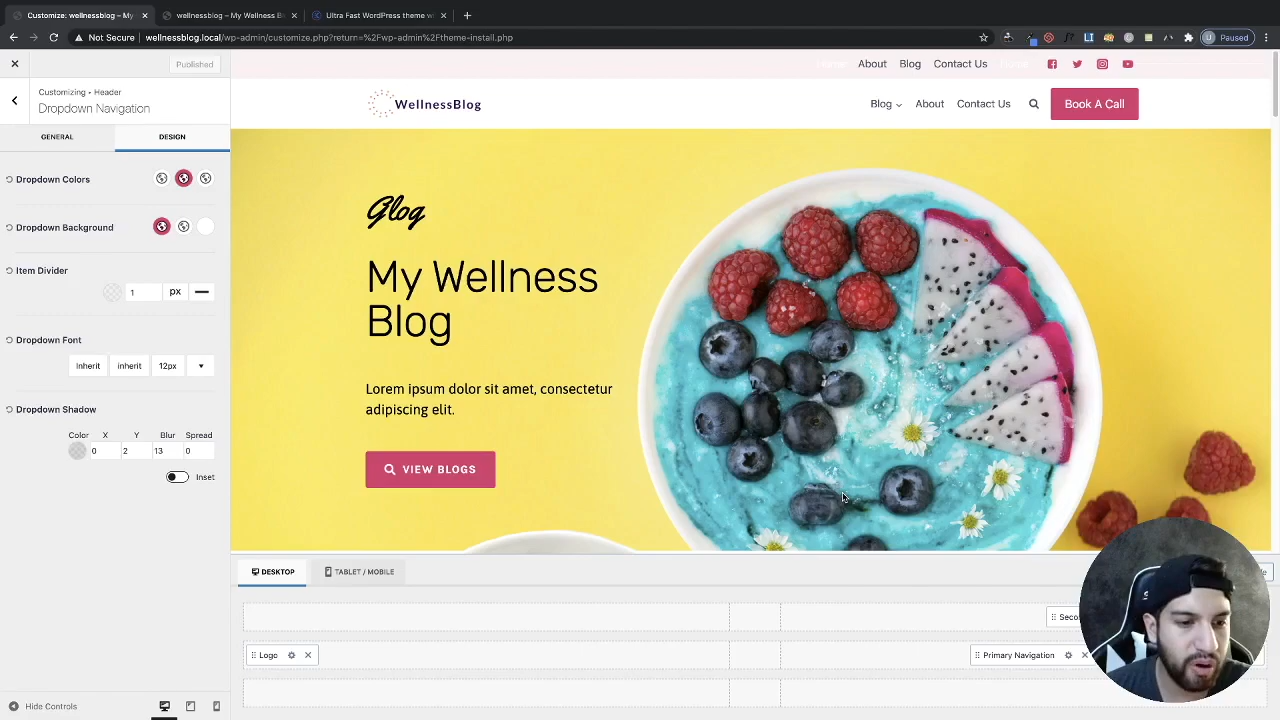 Customize: wellnessblog – My
wellnessblog – My Wellness B
Ultra Fast WordPress theme w
Not Secure
wellnessblog.local/wp-admin/customize.php?return=%2Fwp-admin%2Ftheme-install.php
Paused
Published
Home
About
Blog
Contact Us
Customizing • Header
Dropdown Navigation
WellnessBlog
Blog
About
Contact Us
Book A Call
GENERAL
DESIGN
Dropdown Colors
Dropdown Background
Item Divider
1
px
Dropdown Font
Inherit
inherit
12px
Dropdown Shadow
Color
X
Y
Blur
Spread
0
2
13
0
Inset
Glog
My Wellness
Blog
Lorem ipsum dolor sit amet, consectetur
adipiscing elit.
VIEW BLOGS
DESKTOP
TABLET / MOBILE
Logo
Primary Navigation
Hide Controls